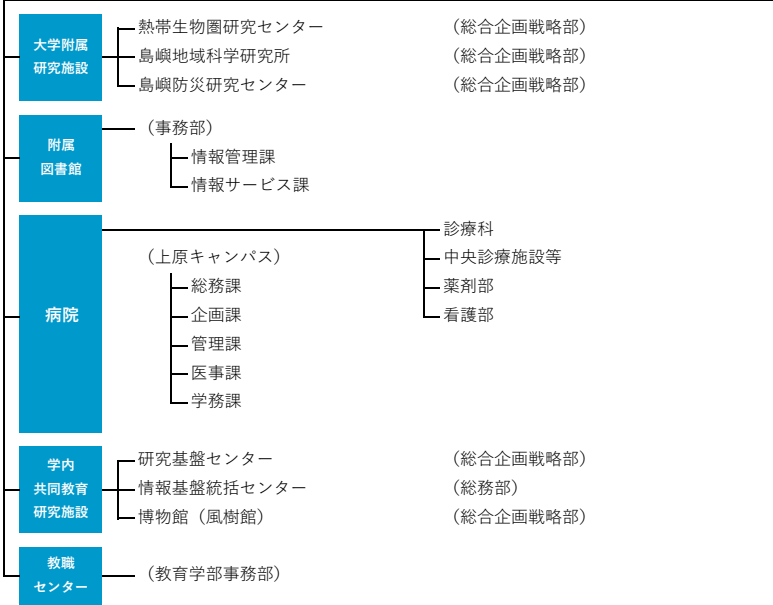 大学附属
研究施設
熱帯生物圏研究センター (総合企画戦略部)
島嶼地域科学研究所 (総合企画戦略部)
島嶼防災研究センター (総合企画戦略部)
附属
図書館
(事務部)
情報管理課
情報サービス課
病院
診療科
中央診療施設等
薬剤部
看護部
(上原キャンパス)
総務課
企画課
管理課
医事課
学務課
学内
共同教育
研究施設
研究基盤センター (総合企画戦略部)
情報基盤統括センター (総務部)
博物館(風樹館) (総合企画戦略部)
教職
センター
(教育学部事務部)